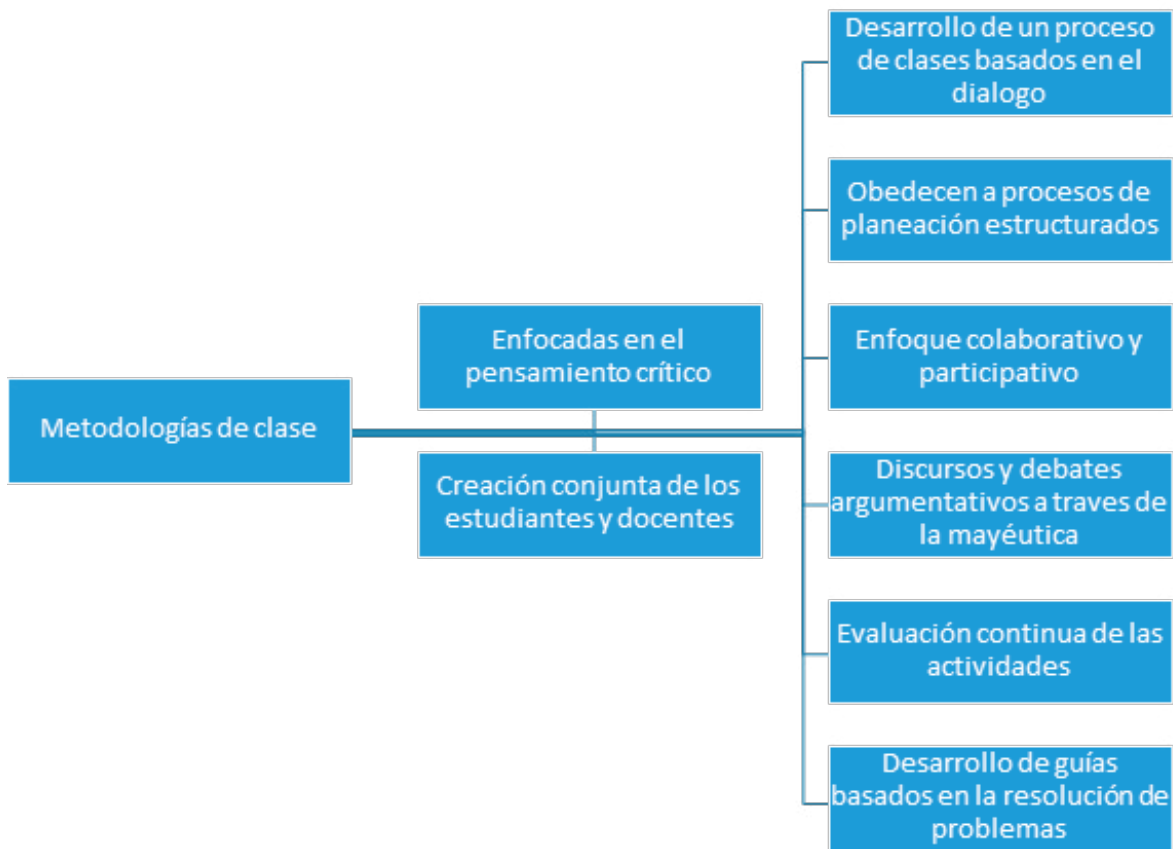 Metodologías de clase
Enfocadas en el
pensamiento crítico
Creación conjunta de los
estudiantes y docentes
Desarrollo de un proceso
de clases basados en el
dialogo
Obedecen a procesos de
planeación estructurados
Enfoque colaborativo y
participativo
Discursos y debates
argumentativos a traves de
la mayéutica
Evaluación continua de las
actividades
Desarrollo de guías
basados en la resolución de
problemas